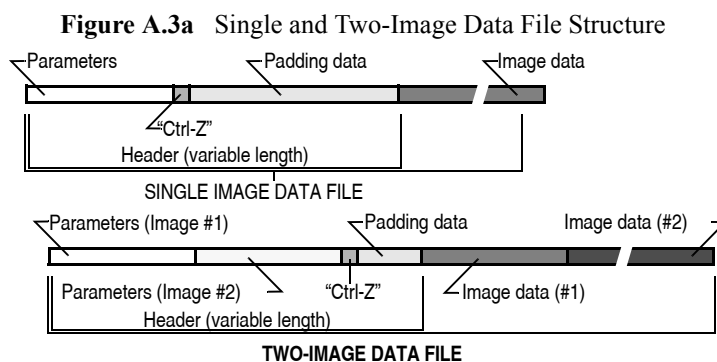 Figure A.3a Single and Two-Image Data File Structure
Parameters
Padding data
Image data
“Ctrl-Z”
Header (variable length)
SINGLE IMAGE DATA FILE
Parameters (Image #1)
Padding data
Image data (#2)
Parameters (Image #2)
“Ctrl-Z”
Image data (#1)
Header (variable length)
TWO-IMAGE DATA FILE